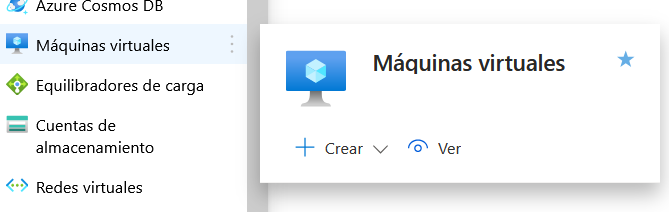 Azure Cosmos DB
Máquinas virtuales
Equilibradores de carga
Cuentas de
almacenamiento
Redes virtuales
Máquinas virtuales
Crear
Ver